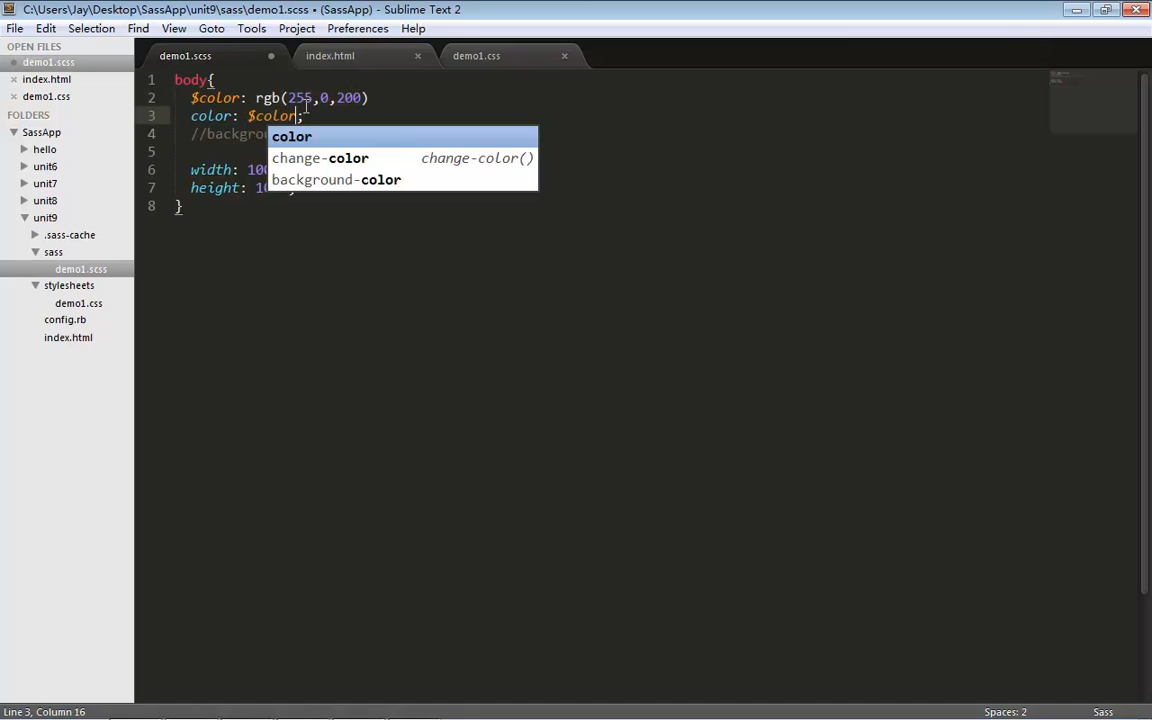 C:\Users\Jay\Desktop\SassApp\unit9\sass\demo1.scss • (SassApp) - Sublime Text 2
File Edit Selection Find View Goto Tools Project Preferences Help
OPEN FILES
demo1.scss
index.html
demo1.css
FOLDERS
SassApp
hello
unit6
unit7
unit8
unit9
.sass-cache
sass
demo1.scss
stylesheets
demo1.css
config.rb
index.html
demo1.scss index.html demo1.css
1 body{
2 $color: rgb(255,0,200)
3 color: $color;
4 //backgrou
5
6 width: 100
7 height:
8 }
color
change-color change-color()
background-color
Line 3, Column 16
Spaces: 2
Sass